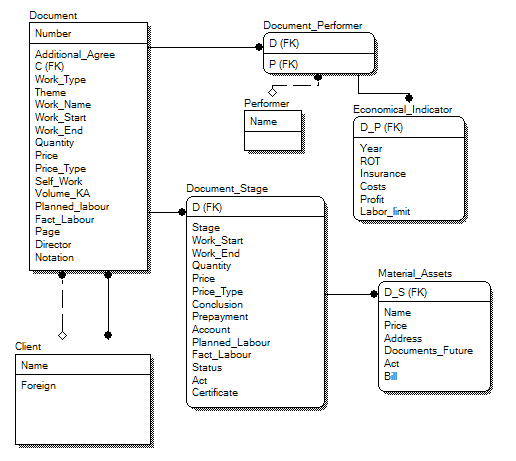 Document
Number
Additional_Agree
C (FK)
Work_Type
Theme
Work_Name
Work_Start
Work_End
Quantity
Price
Price_Type
Self_Work
Volume_KA
Planned_labour
Fact_Labour
Page
Director
Notation
Document_Performer
D (FK)
P (FK)
Performer
Name
Economical_Indicator
D_P (FK)
Year
ROT
Insurance
Costs
Profit
Labor_limit
Document_Stage
D (FK)
Stage
Work_Start
Work_End
Quantity
Price
Price_Type
Conclusion
Prepayment
Account
Planned_Labour
Fact_Labour
Status
Act
Certificate
Material_Assets
D_S (FK)
Name
Price
Address
Documents_Future
Act
Bill
Client
Name
Foreign